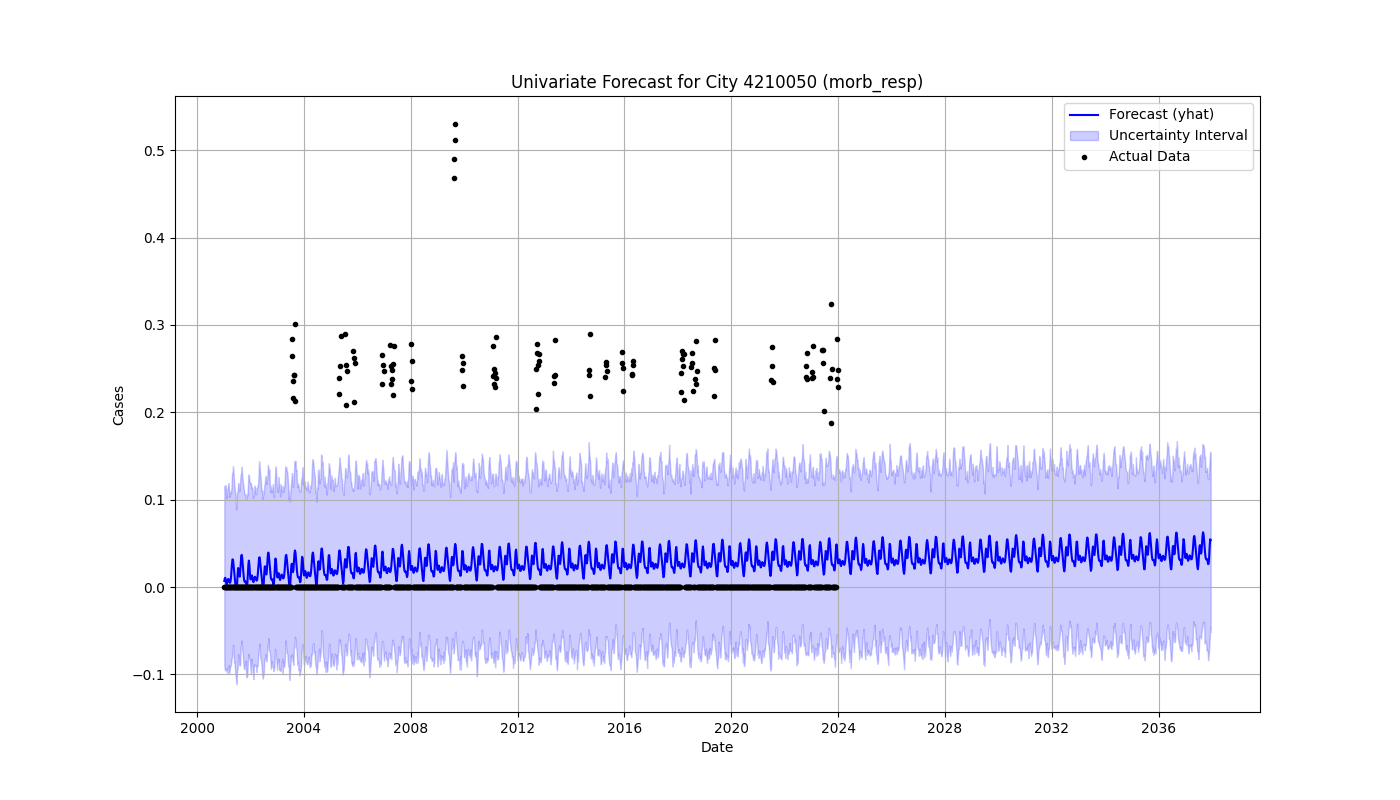 Univariate Forecast for City 4210050 (morb_resp)
Forecast (yhat)
Uncertainty Interval
Actual Data
Cases
0.5
0.4
0.3
0.2
0.1
0.0
−0.1
2000 2004 2008 2012 2016 2020 2024 2028 2032 2036
Date